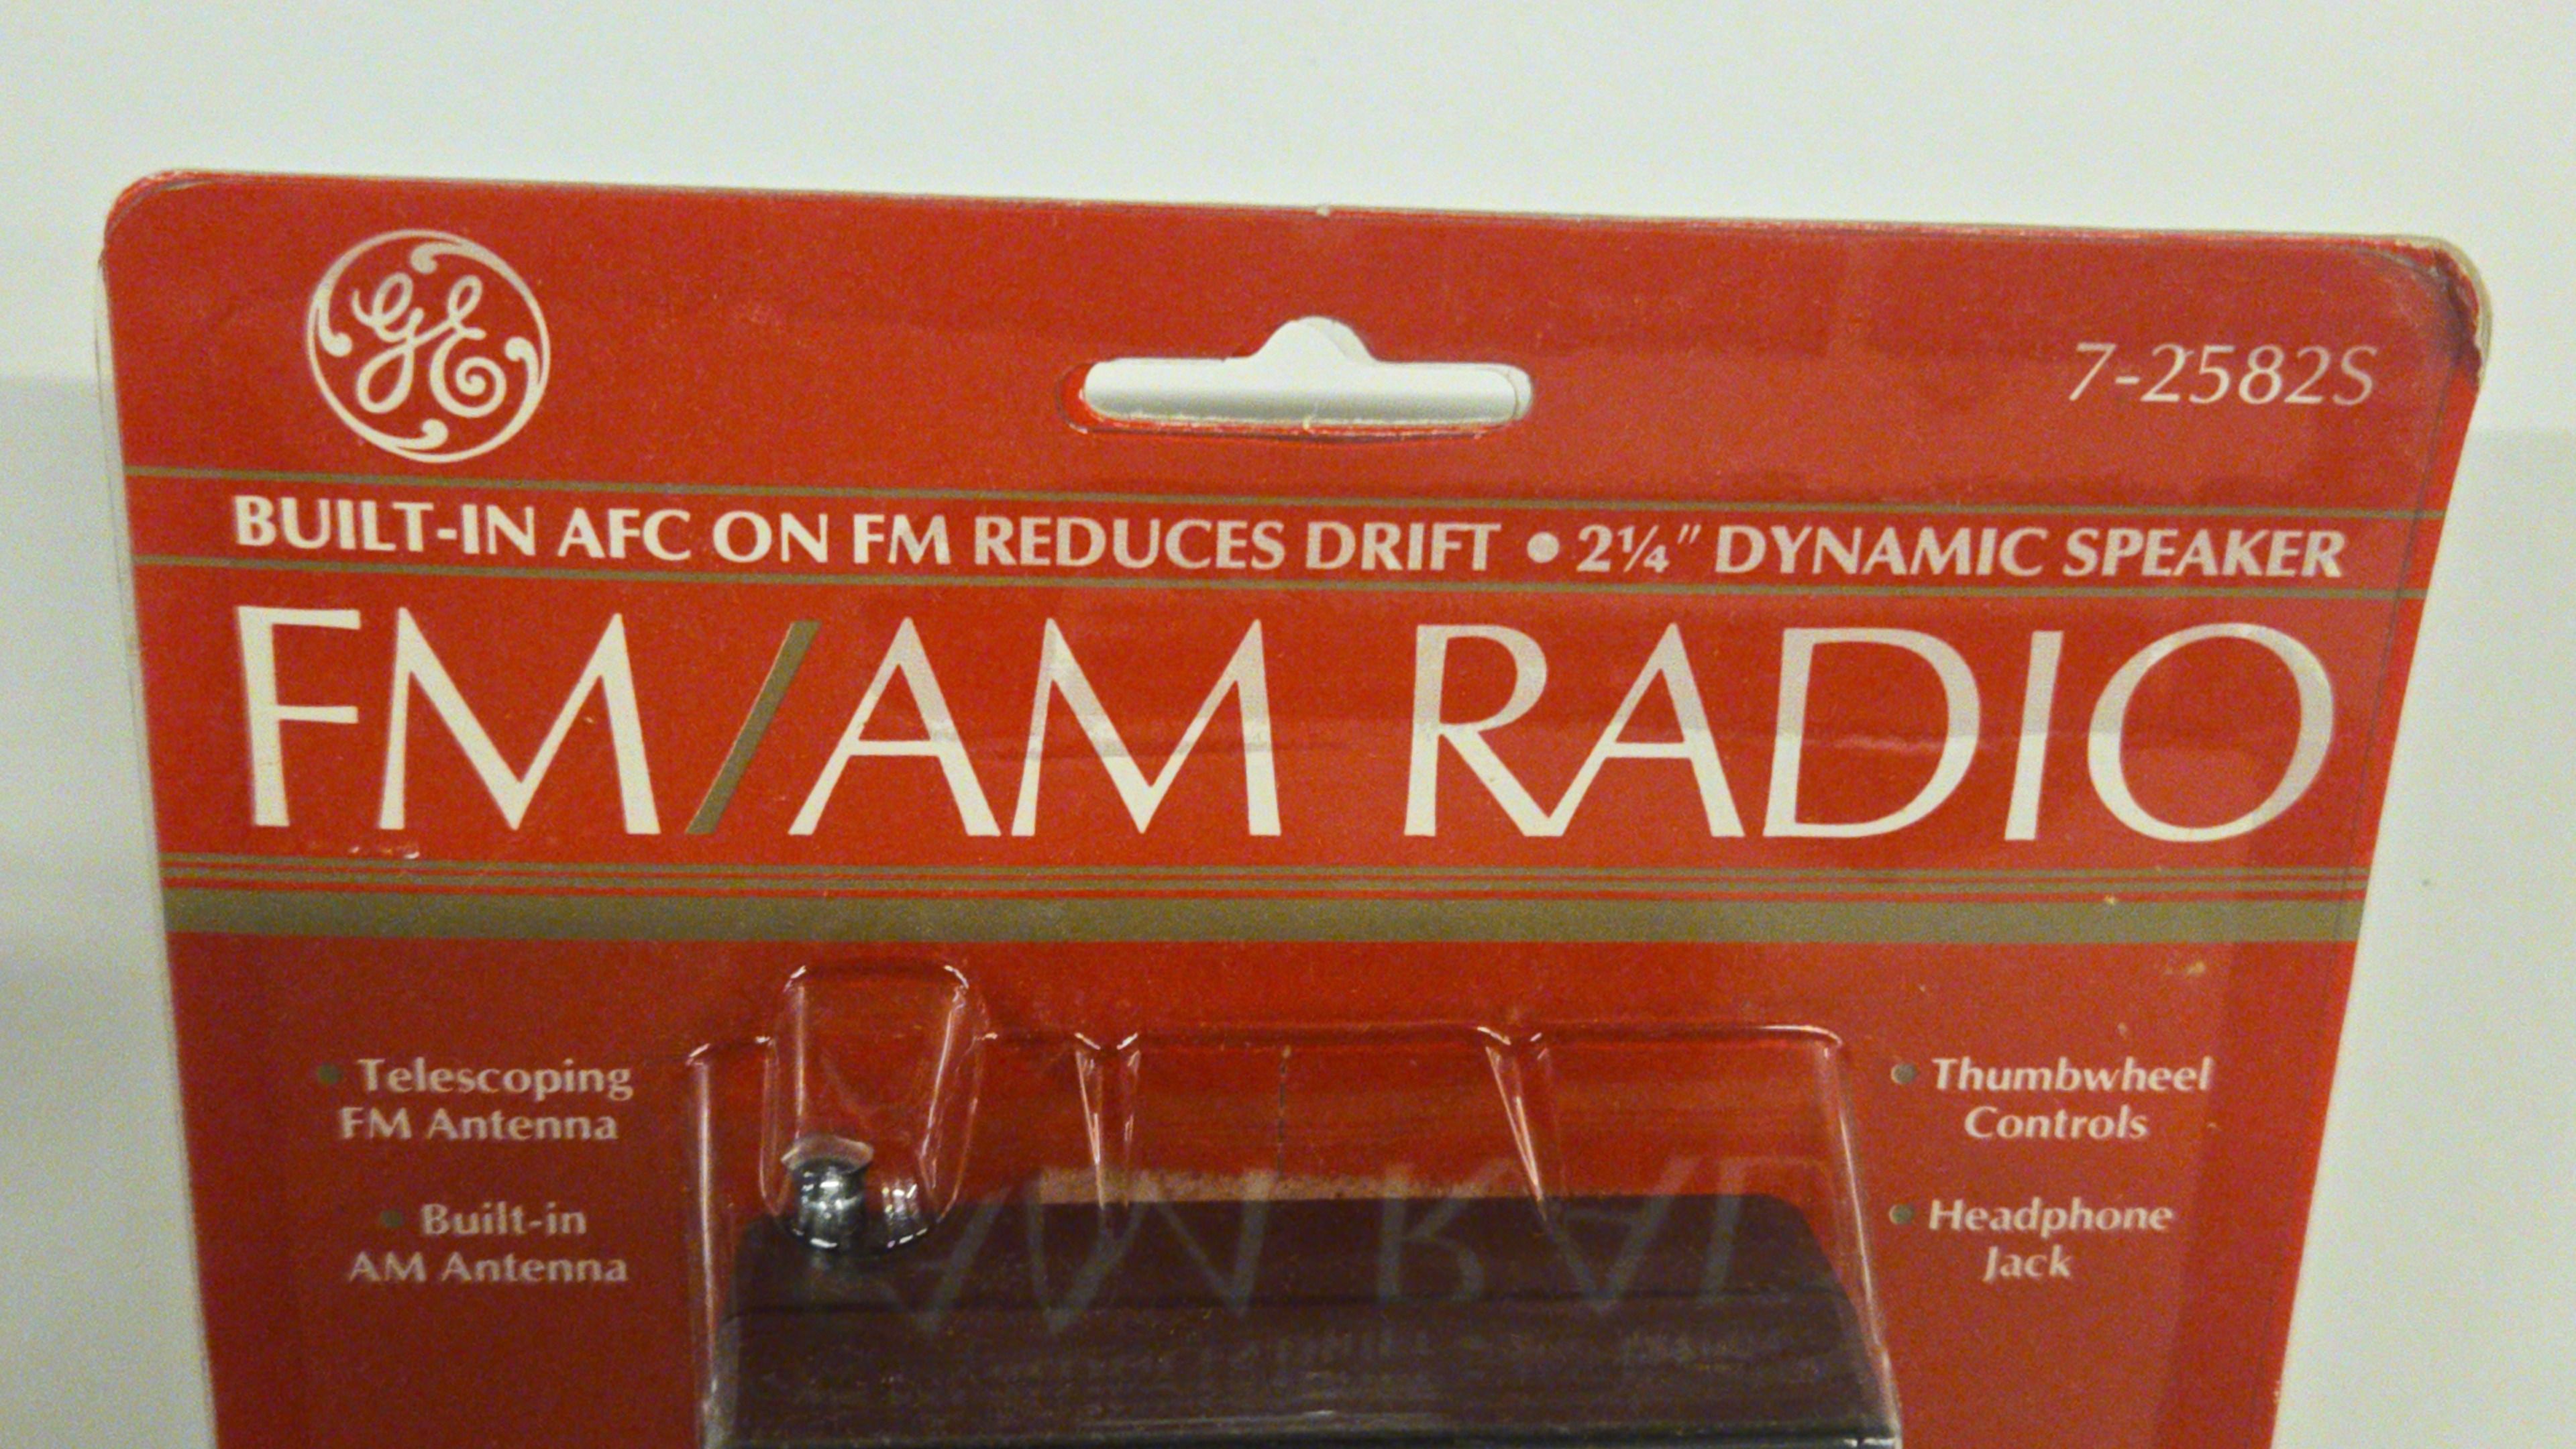 GE
7-2582S
BUILT-IN AFC ON FM REDUCES DRIFT • 2¼" DYNAMIC SPEAKER
FM/AM RADIO
• Telescoping
FM Antenna
• Built-in
AM Antenna
• Thumbwheel
Controls
• Headphone
Jack